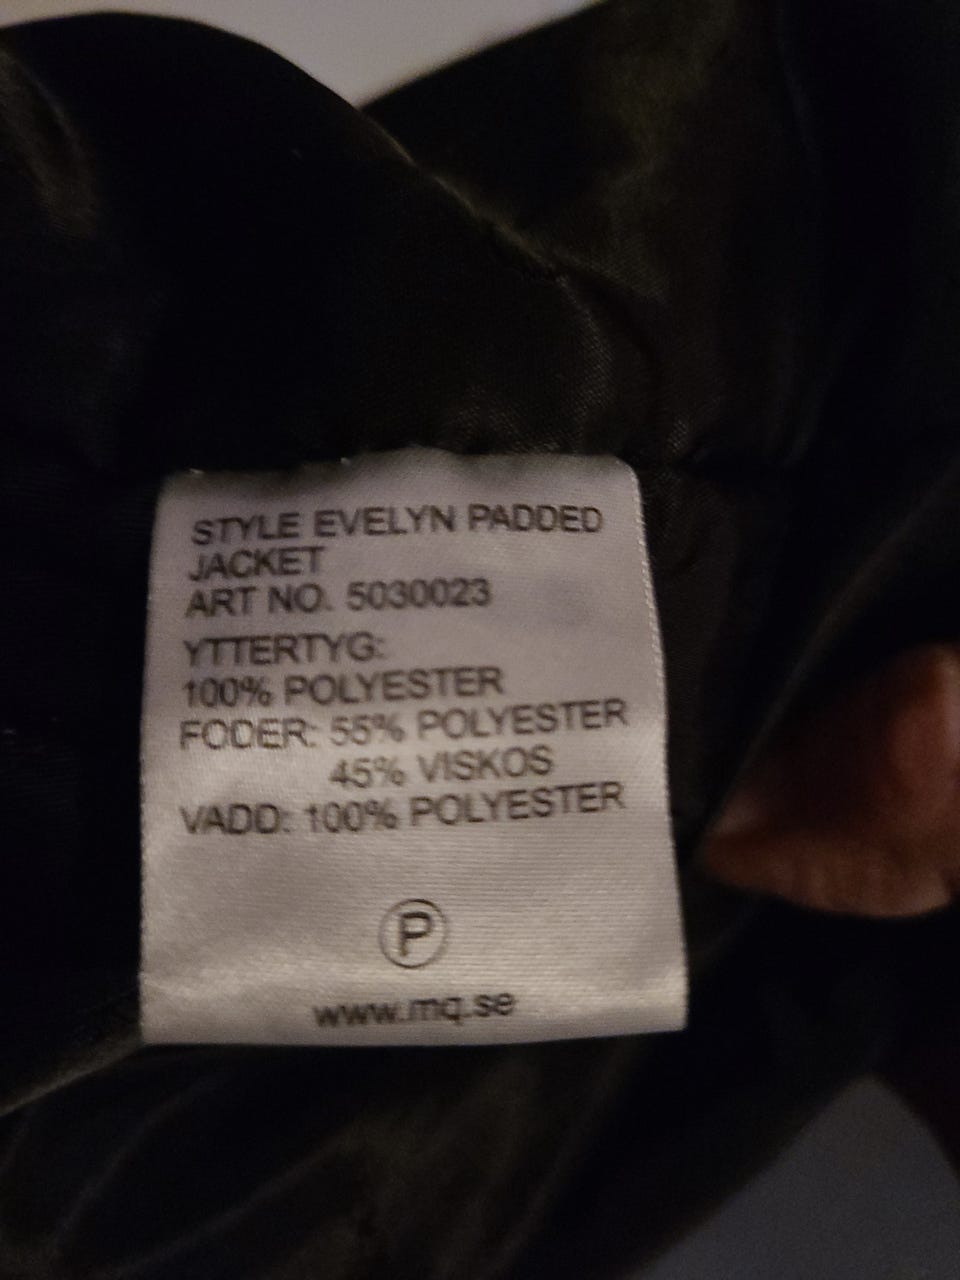 STYLE EVELYN PADDED
JACKET
ART NO. 5030023
YTTERTYG:
100% POLYESTER
FODER: 55% POLYESTER
45% VISKOS
VADD: 100% POLYESTER
P
www.mq.se